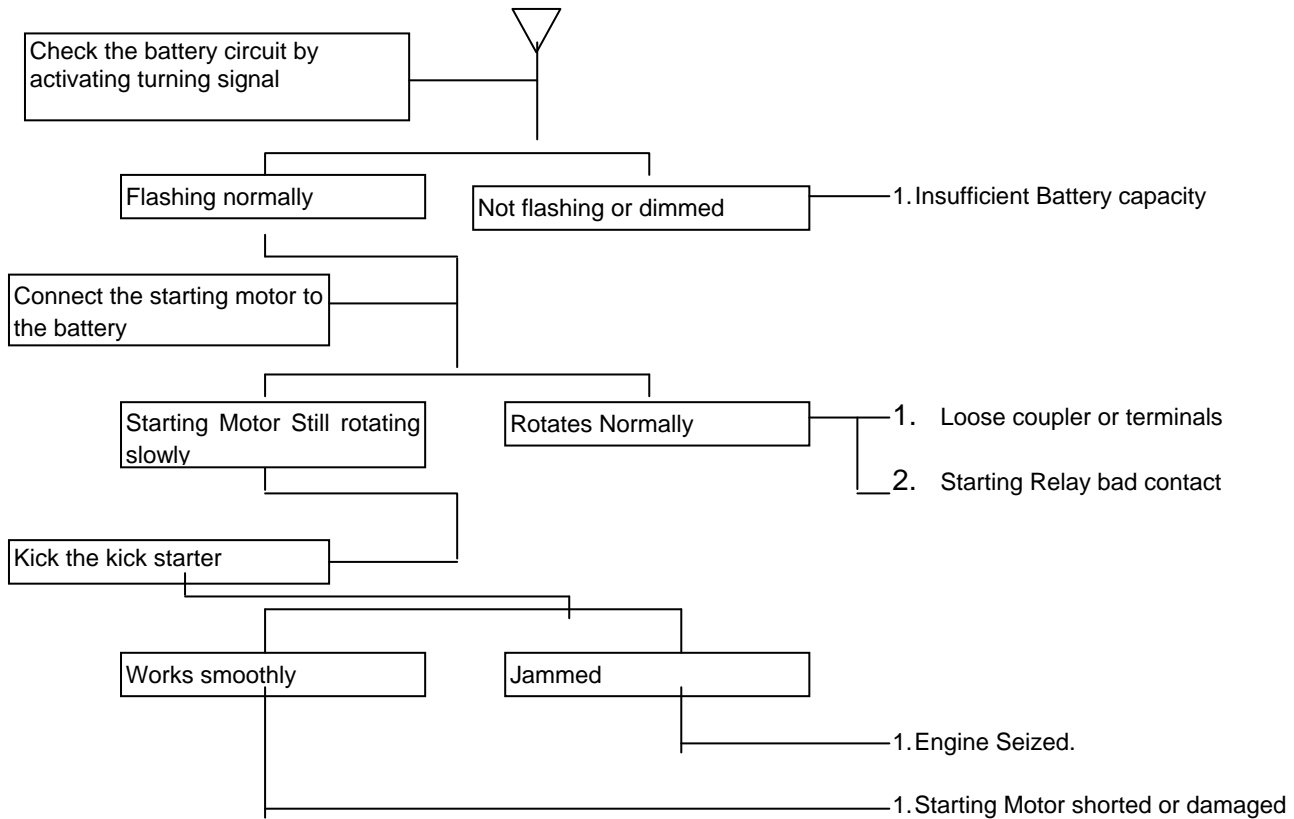 Check the battery circuit by
activating turning signal
Flashing normally
Not flashing or dimmed
1. Insufficient Battery capacity
Connect the starting motor to
the battery
Starting Motor Still rotating
slowly
Rotates Normally
1. Loose coupler or terminals
2. Starting Relay bad contact
Kick the kick starter
Works smoothly
Jammed
1. Engine Seized.
1. Starting Motor shorted or damaged